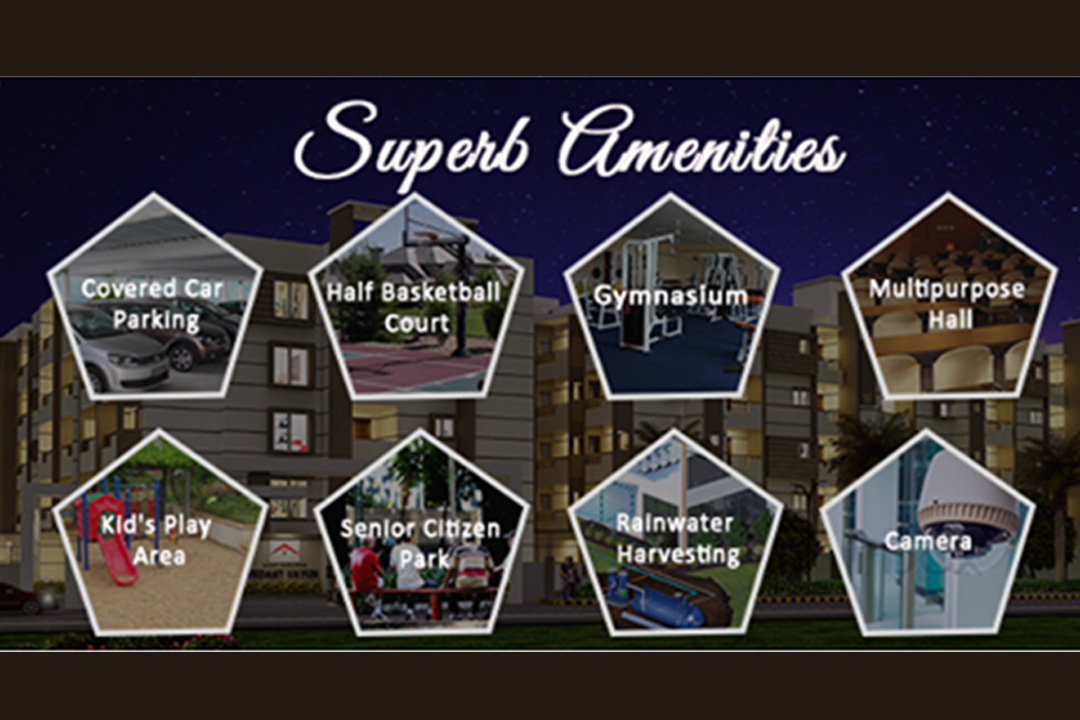 Superb Amenities
Covered Car
Parking
Half Basketball
Court
Gymnasium
Multipurpose
Hall
Kid's Play
Area
Senior Citizen
Park
Rainwater
Harvesting
Camera